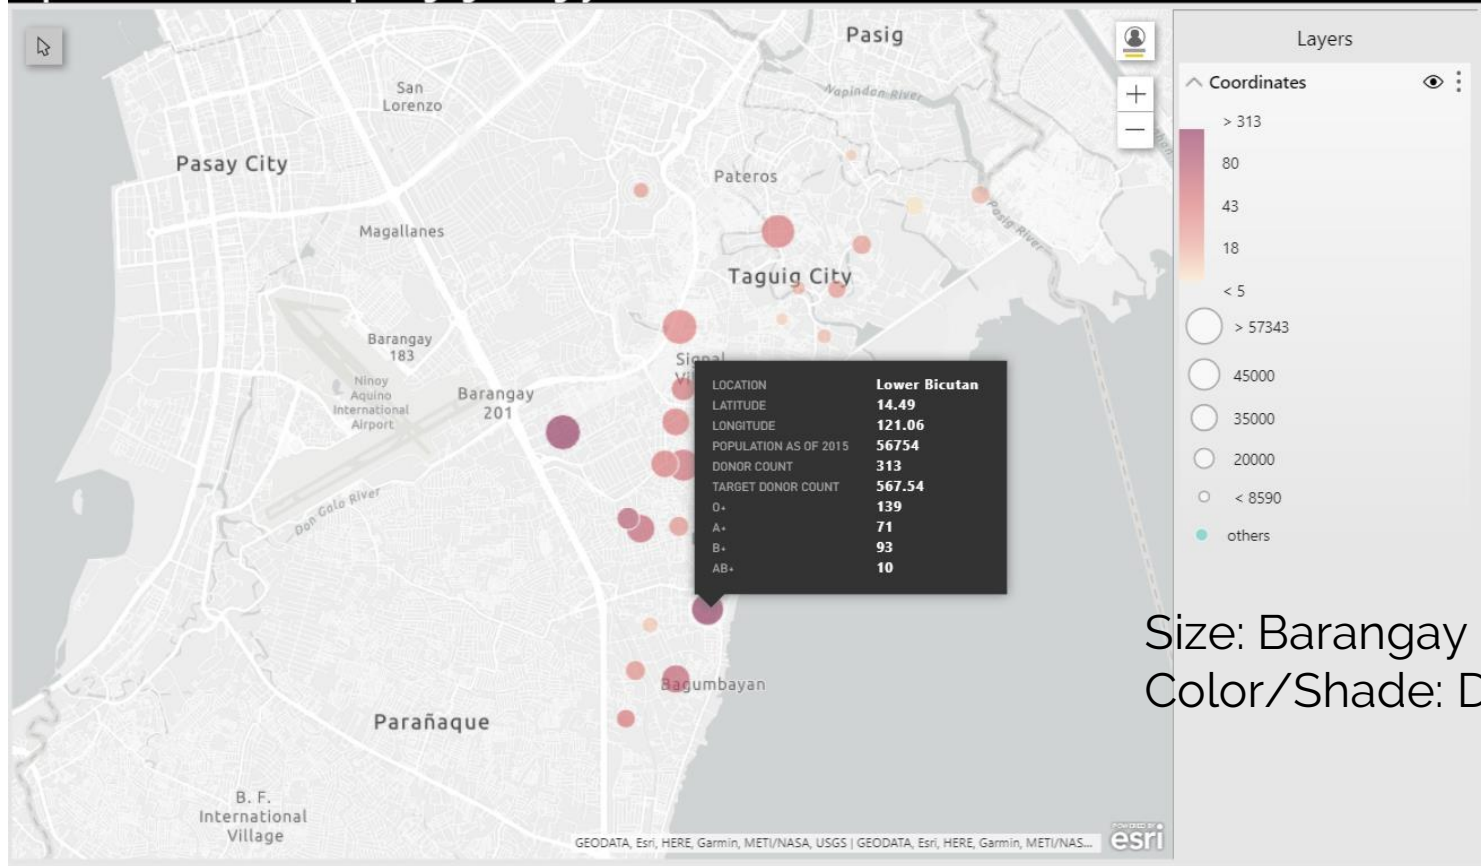 Pasig
San
Lorenzo
Napindan River
Pasay City
Pateros
Magallanes
Pasig River
Taguig City
Barangay
183
Signal
Ninoy
Aquino
International
Airport
Barangay
201
Don Galo River
LOCATION Lower Bicutan
LATITUDE 14.49
LONGITUDE 121.06
POPULATION AS OF 2015 56754
DONOR COUNT 313
TARGET DONOR COUNT 567.54
O+ 139
A+ 71
B+ 93
AB+ 10
Bagumbayan
Parañaque
B. F.
International
Village
GEODATA, Esri, HERE, Garmin, METI/NASA, USGS | GEODATA, Esri, HERE, Garmin, METI/NAS...
POWERED BY
esri
Layers
Coordinates
> 313
80
43
18
< 5
> 57343
45000
35000
20000
< 8590
others
Size: Barangay
Color/Shade: D